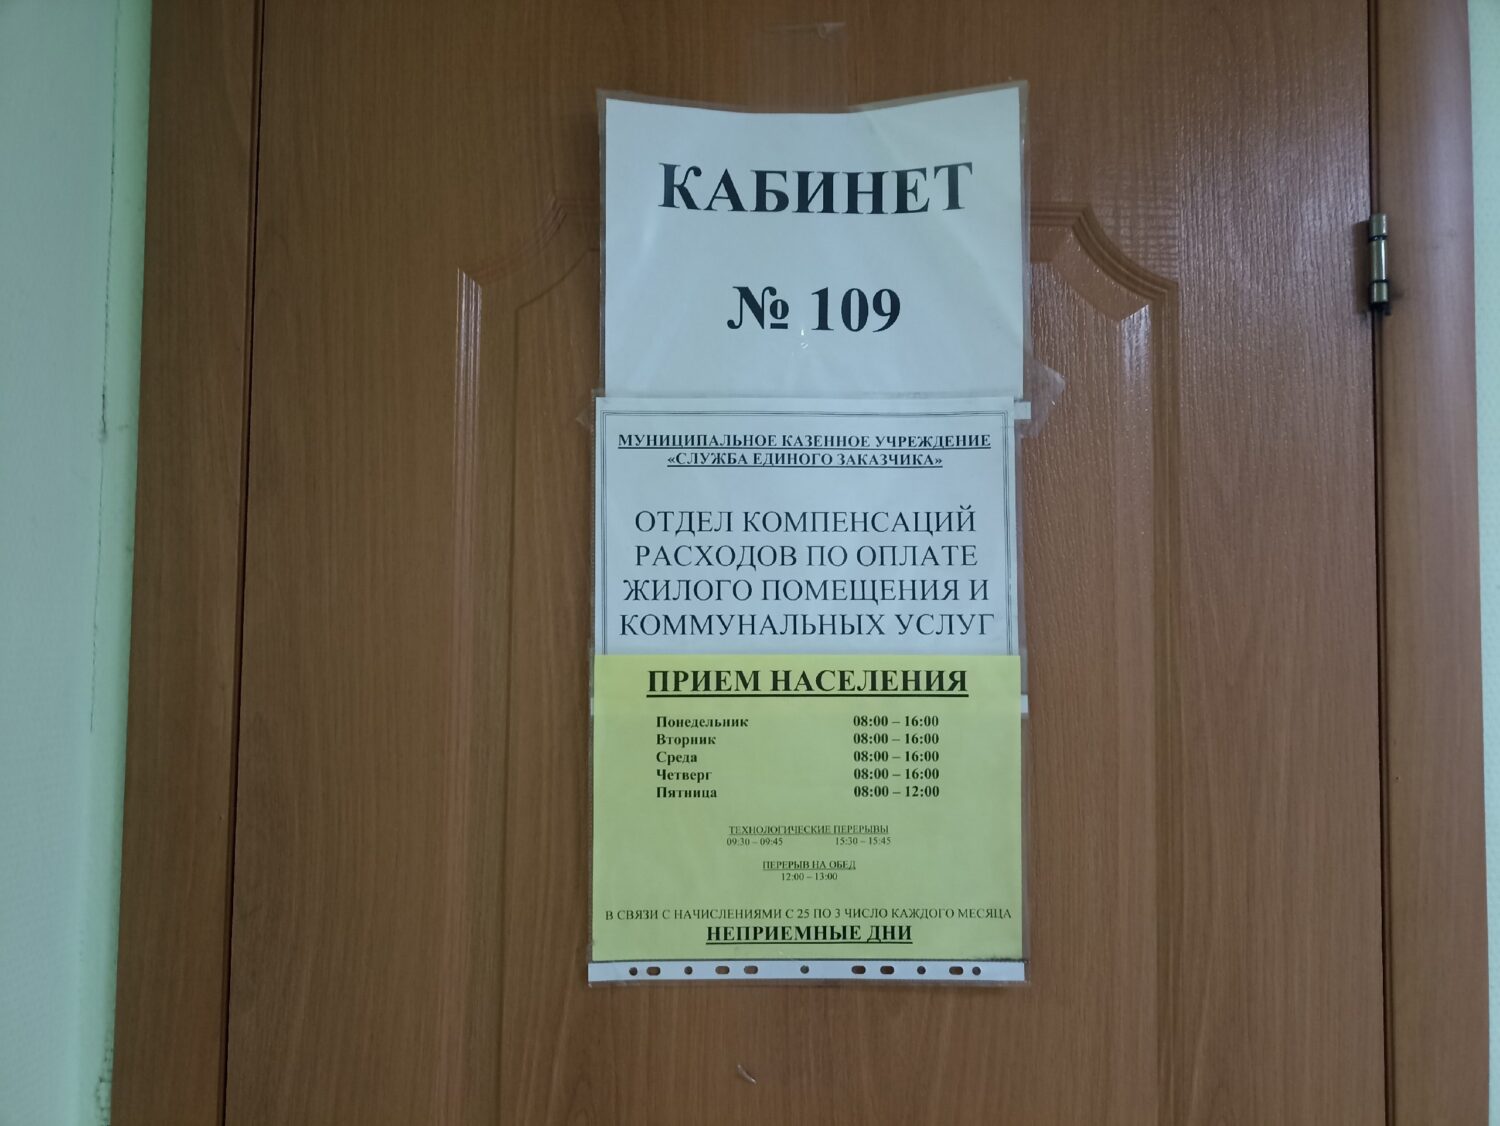 КАБИНЕТ
№ 109
МУНИЦИПАЛЬНОЕ КАЗЕННОЕ УЧРЕЖДЕНИЕ
«СЛУЖБА ЕДИНОГО ЗАКАЗЧИКА»
ОТДЕЛ КОМПЕНСАЦИЙ
РАСХОДОВ ПО ОПЛАТЕ
ЖИЛОГО ПОМЕЩЕНИЯ И
КОММУНАЛЬНЫХ УСЛУГ
ПРИЕМ НАСЕЛЕНИЯ
Понедельник 08:00 – 16:00
Вторник 08:00 – 16:00
Среда 08:00 – 16:00
Четверг 08:00 – 16:00
Пятница 08:00 – 12:00
ТЕХНОЛОГИЧЕСКИЕ ПЕРЕРЫВЫ
09:30 – 09:45 15:30 – 15:45
ПЕРЕРЫВ НА ОБЕД
12:00 – 13:00
В СВЯЗИ С НАЧИСЛЕНИЯМИ С 25 ПО 3 ЧИСЛО КАЖДОГО МЕСЯЦА
НЕПРИЕМНЫЕ ДНИ